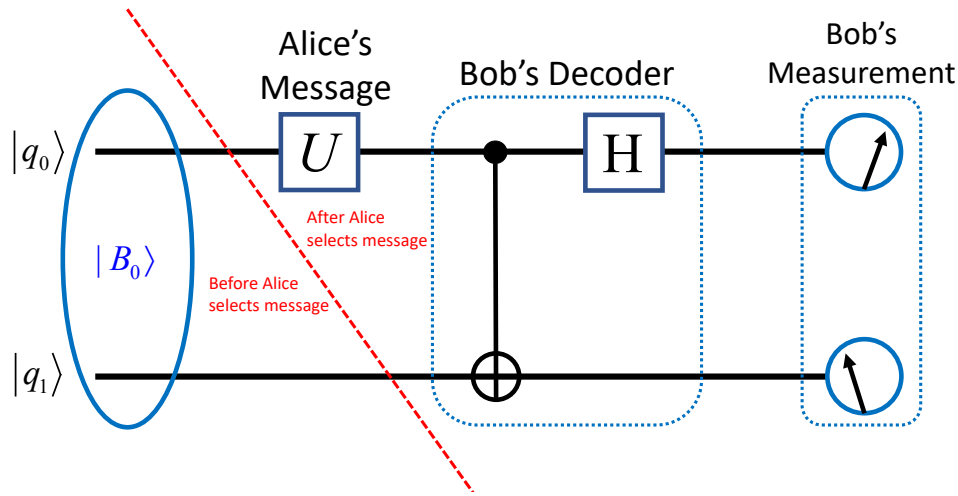 Alice's
Message
Bob's Decoder
Bob's
Measurement
|q₀⟩
U
H
After Alice
selects message
|B₀⟩
Before Alice
selects message
|q₁⟩